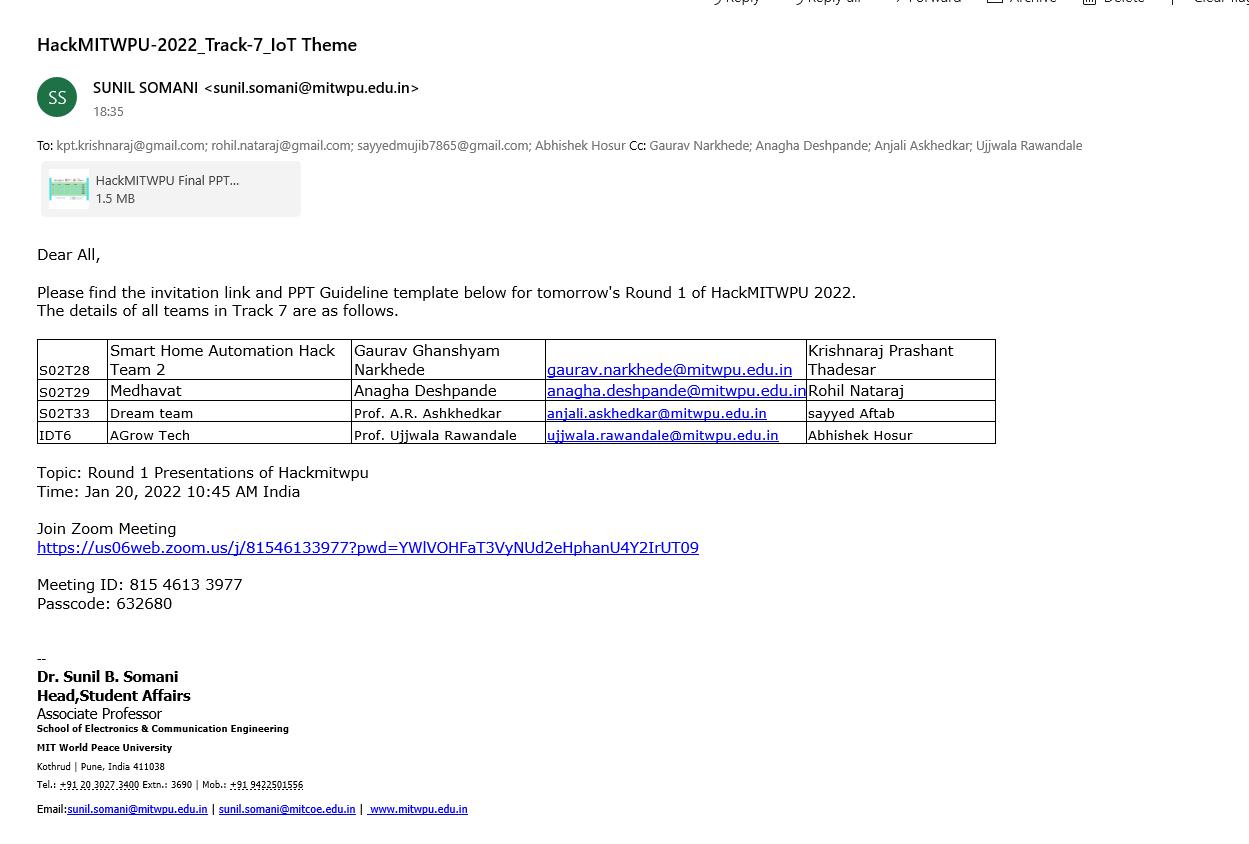 Reply
Reply all
Forward
Archive
Delete
Clear flag
HackMITWPU-2022_Track-7_IoT Theme
SS
SUNIL SOMANI <sunil.somani@mitwpu.edu.in>
18:35
To: kpt.krishnaraj@gmail.com; rohil.nataraj@gmail.com; sayyedmujib7865@gmail.com; Abhishek Hosur Cc: Gaurav Narkhede; Anagha Deshpande; Anjali Askhedkar; Ujjwala Rawandale
HackMITWPU Final PPT...
1.5 MB
Dear All,
Please find the invitation link and PPT Guideline template below for tomorrow's Round 1 of HackMITWPU 2022.
The details of all teams in Track 7 are as follows.
S02T28 Smart Home Automation Hack Team 2 Gaurav Ghanshyam Narkhede gaurav.narkhede@mitwpu.edu.in Krishnaraj Prashant Thadesar
S02T29 Medhavat Anagha Deshpande anagha.deshpande@mitwpu.edu.in Rohil Nataraj
S02T33 Dream team Prof. A.R. Ashkhedkar anjali.askhedkar@mitwpu.edu.in sayyed Aftab
IDT6 AGrow Tech Prof. Ujjwala Rawandale ujjwala.rawandale@mitwpu.edu.in Abhishek Hosur
Topic: Round 1 Presentations of Hackmitwpu
Time: Jan 20, 2022 10:45 AM India
Join Zoom Meeting
https://us06web.zoom.us/j/81546133977?pwd=YWlVOHFaT3VyNUd2eHphanU4Y2IrUT09
Meeting ID: 815 4613 3977
Passcode: 632680
--
Dr. Sunil B. Somani
Head,Student Affairs
Associate Professor
School of Electronics & Communication Engineering
MIT World Peace University
Kothrud | Pune, India 411038
Tel.: +91 20 3027 3400 Extn.: 3690 | Mob.: +91 9422501556
Email:sunil.somani@mitwpu.edu.in | sunil.somani@mitcoe.edu.in | www.mitwpu.edu.in